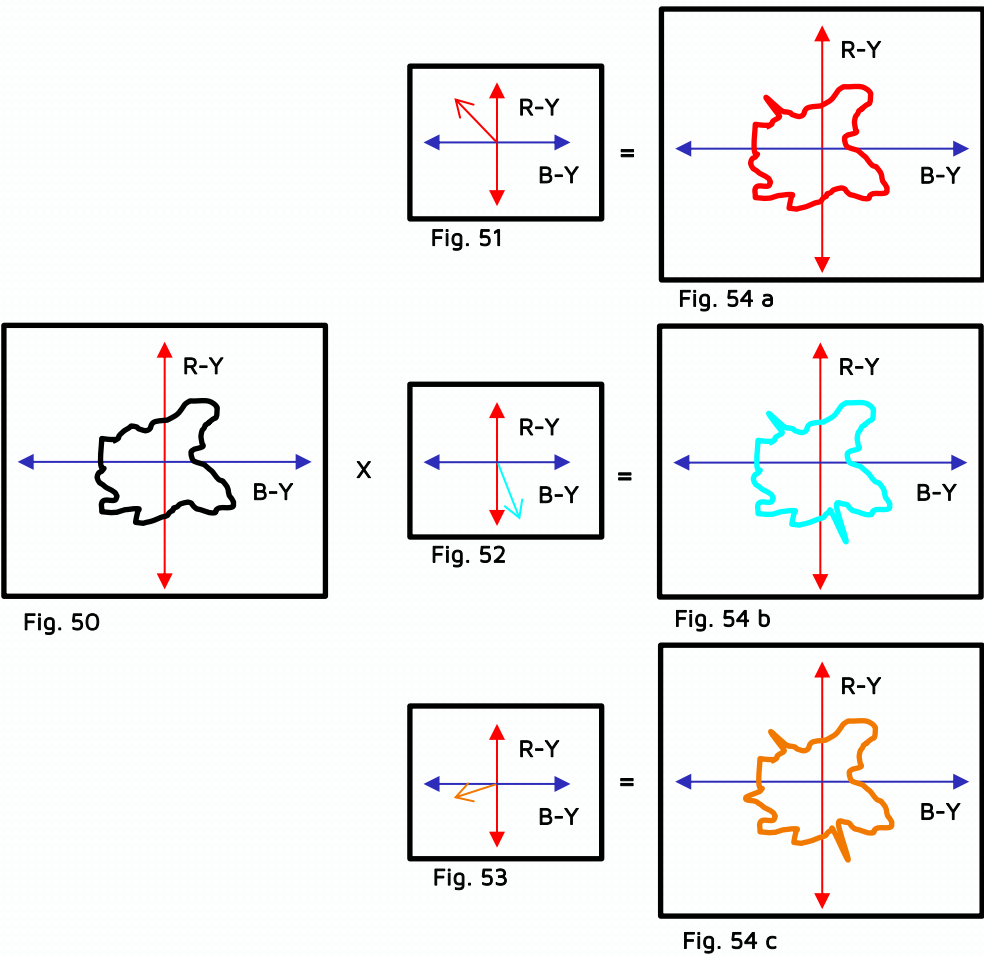 R-Y
B-Y
Fig. 51
=
R-Y
B-Y
Fig. 54 a
R-Y
B-Y
Fig. 50
X
R-Y
B-Y
Fig. 52
=
R-Y
B-Y
Fig. 54 b
R-Y
B-Y
Fig. 53
=
R-Y
B-Y
Fig. 54 c